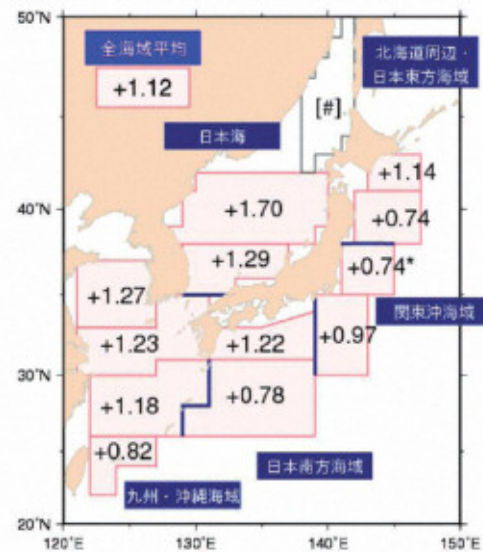 50°N
全海域平均
+1.12
北海道周辺・
日本東方海域
[#]
日本海
+1.14
+1.70
+0.74
40°N
+1.29
+0.74*
+1.27
関東沖海域
+1.23
+1.22
+0.97
30°N
+1.18
+0.78
+0.82
日本南方海域
九州・沖縄海域
20°N
120°E
130°E
140°E
150°E